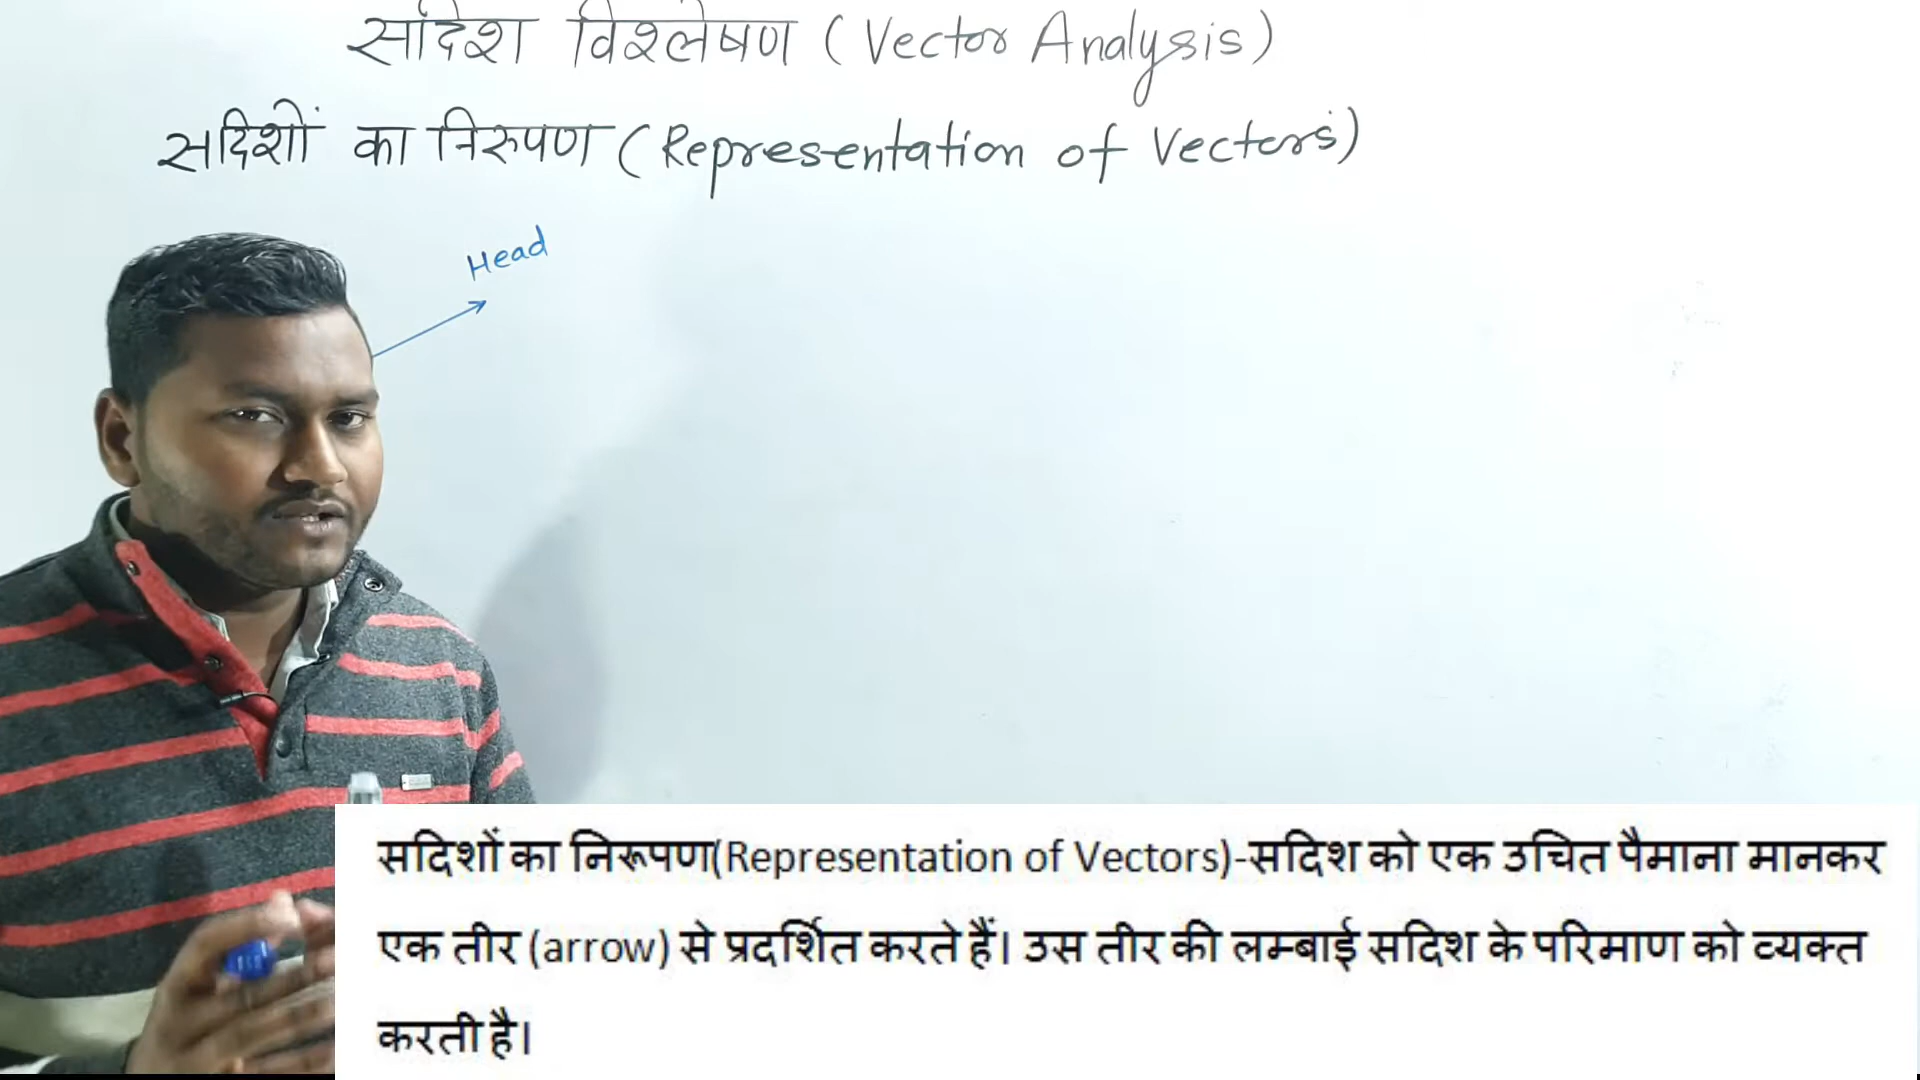 सदिश विश्लेषण (Vector Analysis)
सदिशों का निरुपण (Representation of Vectors)
Head
सदिशों का निरूपण(Representation of Vectors)-सदिश को एक उचित पैमाना मानकर
एक तीर (arrow) से प्रदर्शित करते हैं। उस तीर की लम्बाई सदिश के परिमाण को व्यक्त
करती है।